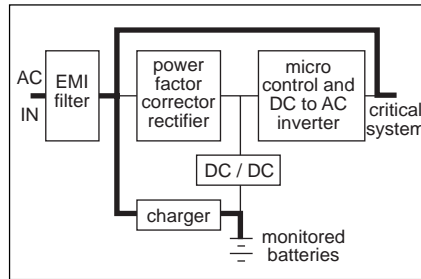 AC
IN
EMI
filter
power
factor
corrector
rectifier
micro
control and
DC to AC
inverter
critical
system
DC / DC
charger
monitored
batteries